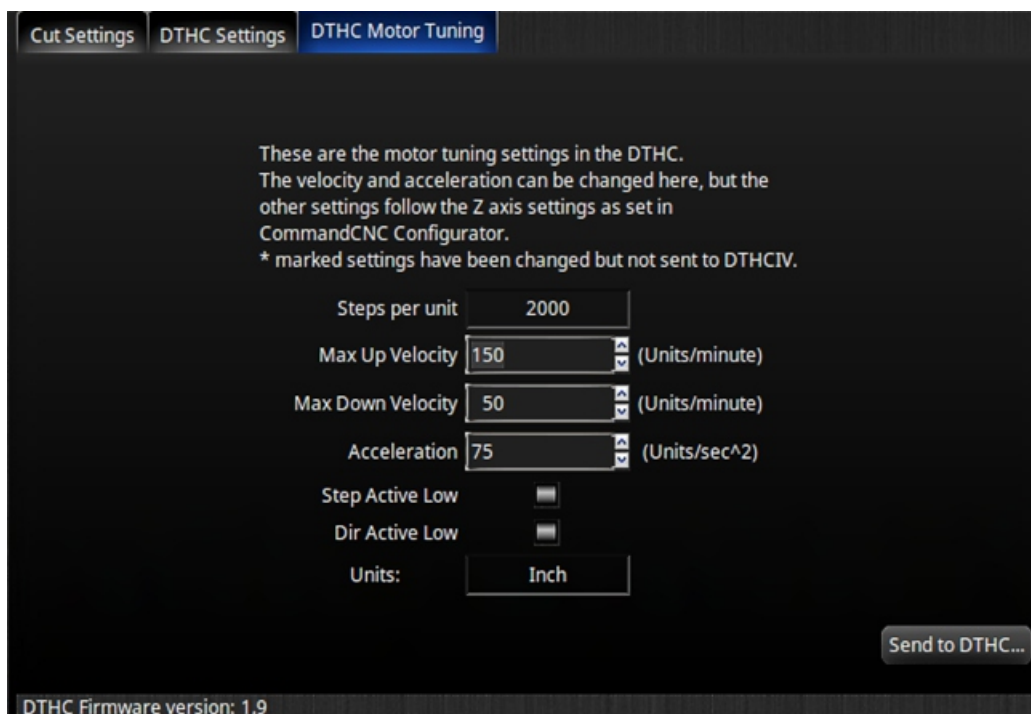 Cut Settings DTHC Settings DTHC Motor Tuning
These are the motor tuning settings in the DTHC.
The velocity and acceleration can be changed here, but the
other settings follow the Z axis settings as set in
CommandCNC Configurator.
* marked settings have been changed but not sent to DTHCIV.
Steps per unit 2000
Max Up Velocity 150 (Units/minute)
Max Down Velocity 50 (Units/minute)
Acceleration 75 (Units/sec^2)
Step Active Low
Dir Active Low
Units: Inch
Send to DTHC...
DTHC Firmware version: 1.9